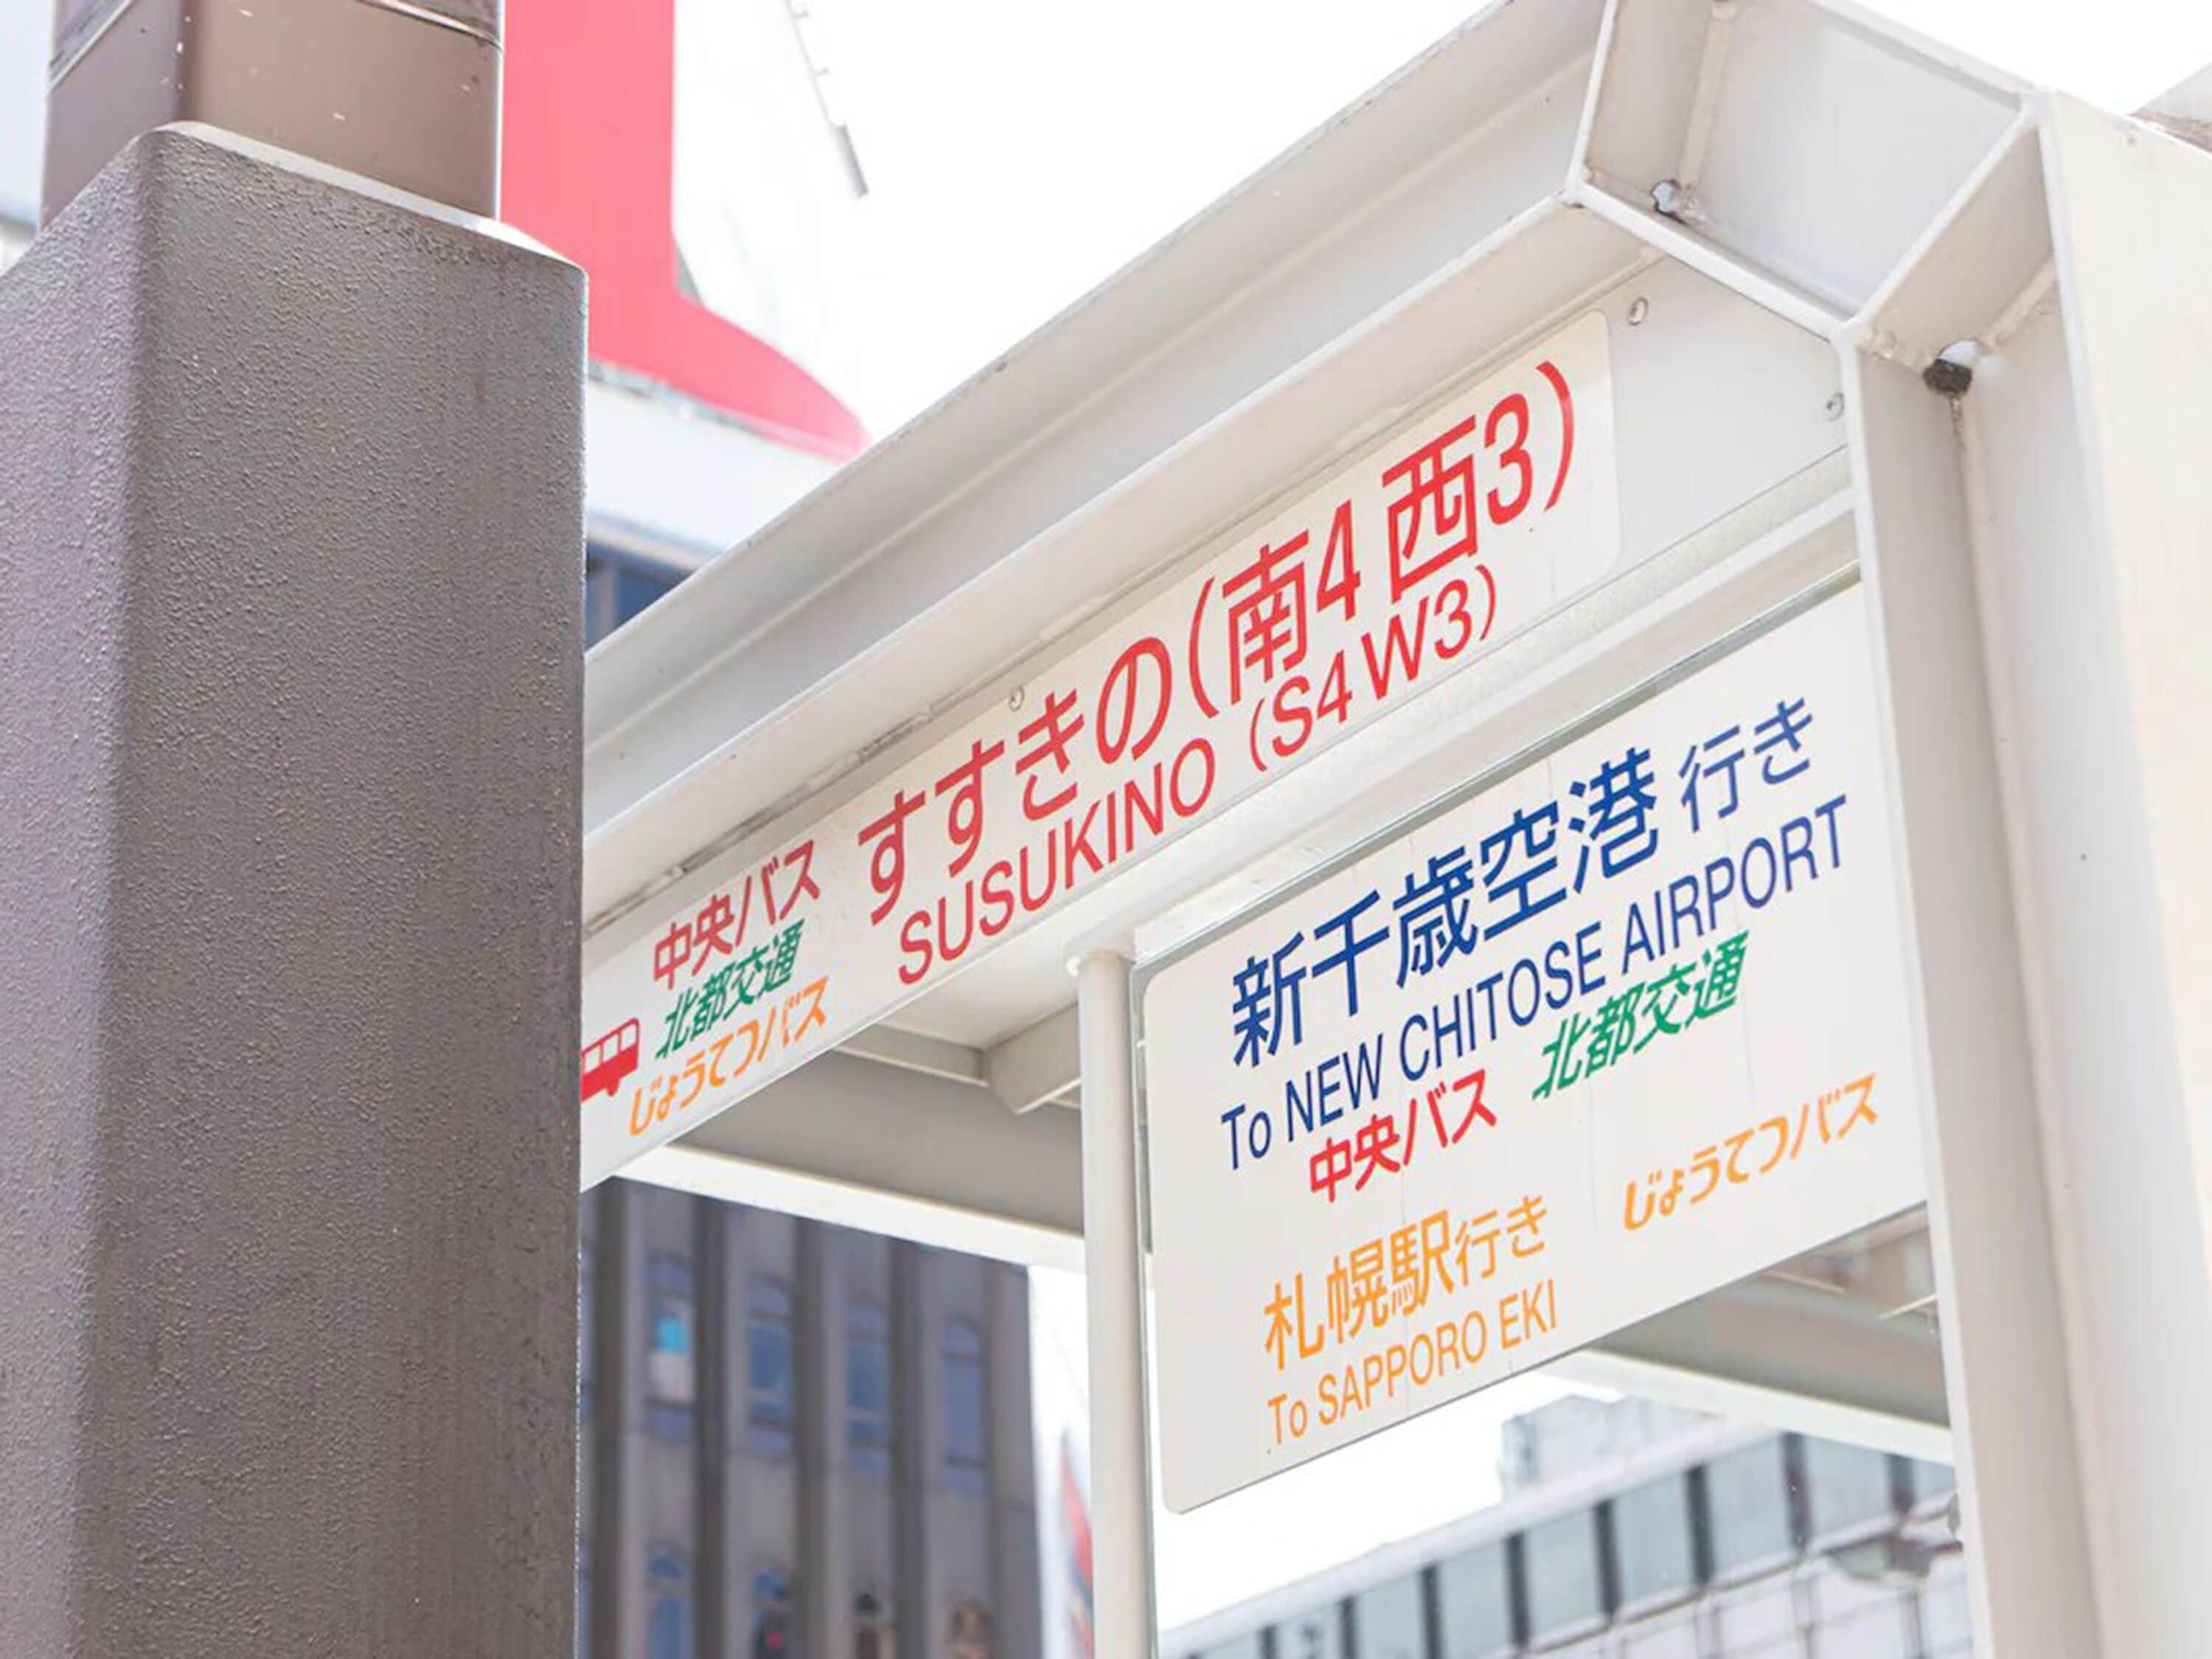 中央バス
北都交通
じょうてつバス
すすきの(南4西3)
SUSUKINO (S4W3)
新千歳空港 行き
To NEW CHITOSE AIRPORT
中央バス 北都交通
札幌駅行き じょうてつバス
To SAPPORO EKI